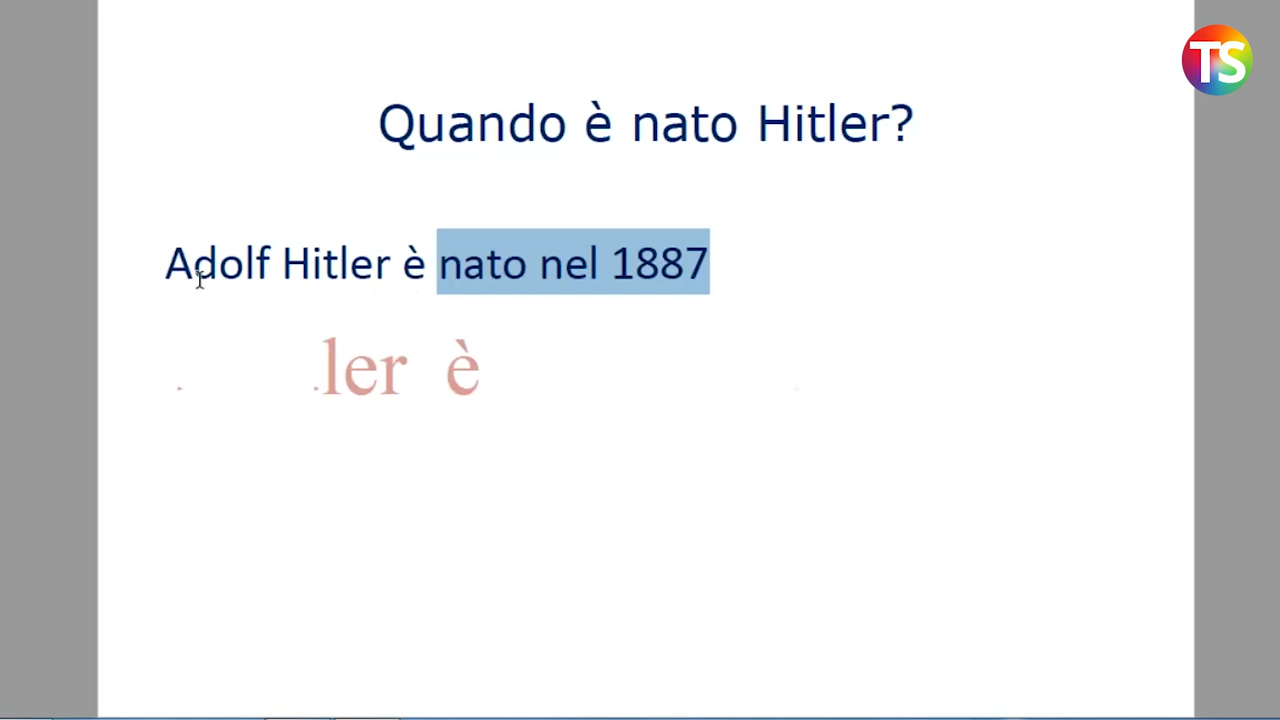 TS
Quando è nato Hitler?
Adolf Hitler è nato nel 1887
ler è